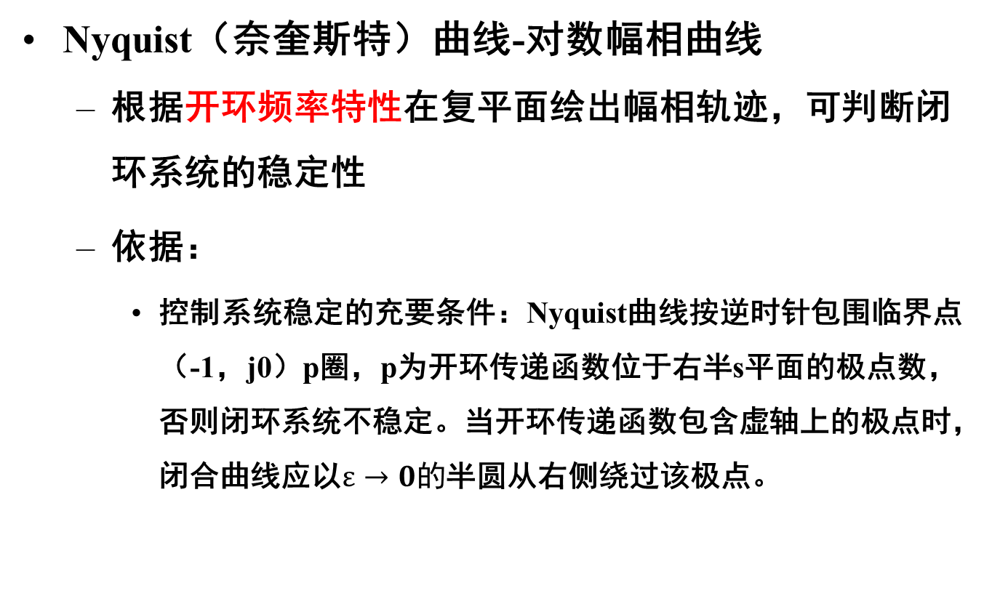 • Nyquist（奈奎斯特）曲线-对数幅相曲线
– 根据开环频率特性在复平面绘出幅相轨迹，可判断闭
环系统的稳定性
– 依据：
• 控制系统稳定的充要条件：Nyquist曲线按逆时针包围临界点
（-1，j0）p圈，p为开环传递函数位于右半s平面的极点数，
否则闭环系统不稳定。当开环传递函数包含虚轴上的极点时，
闭合曲线应以ε → 0的半圆从右侧绕过该极点。